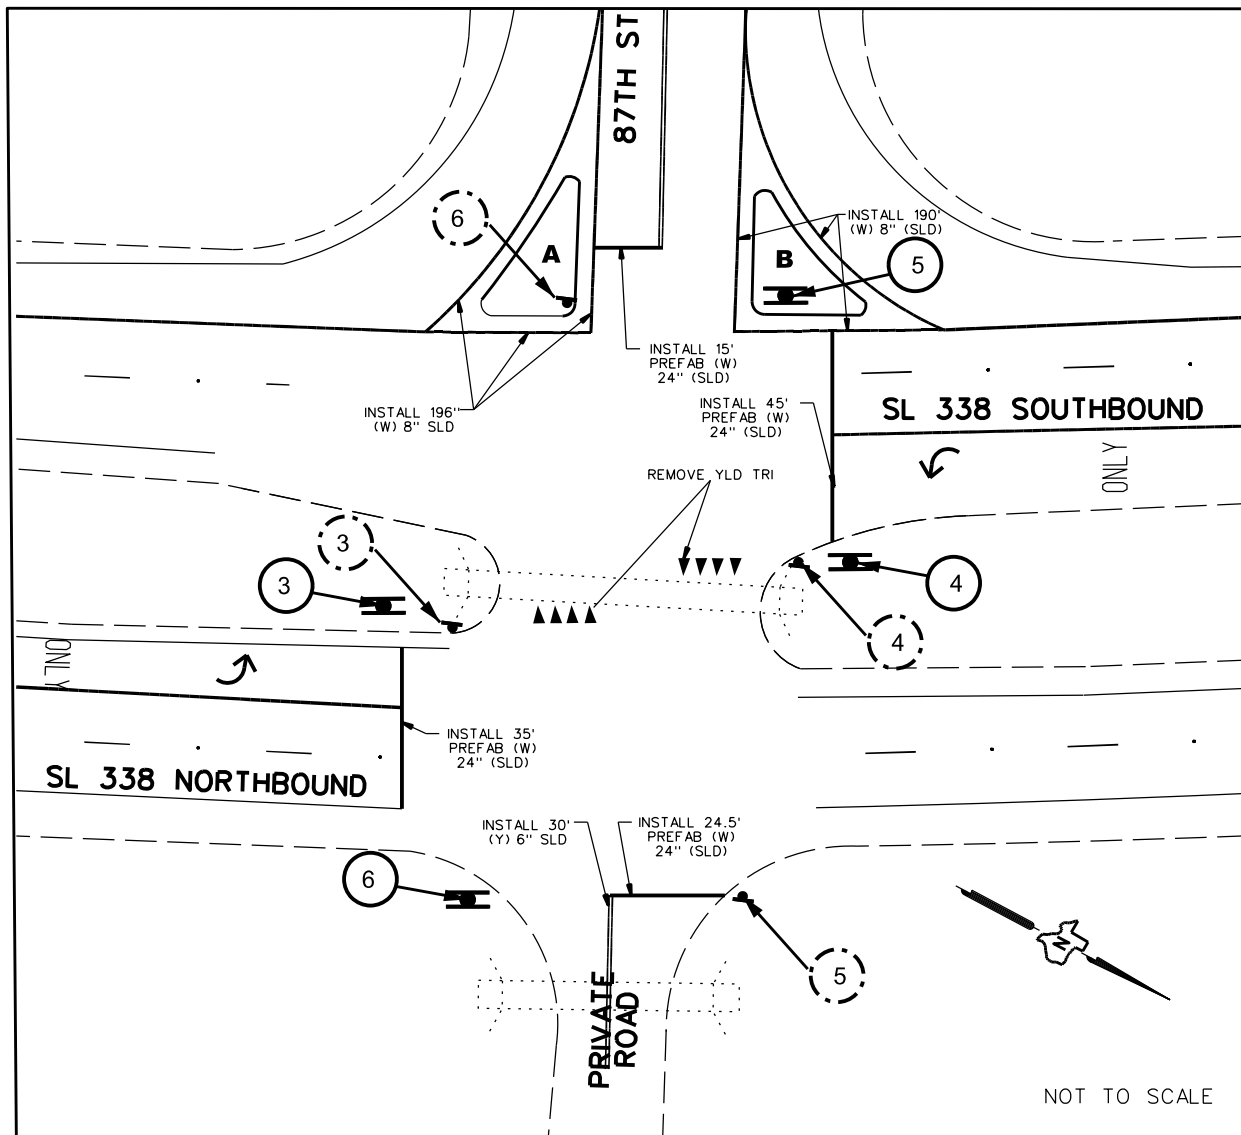 87TH ST
6
A
B
INSTALL 190'
(W) 8" (SLD)
5
INSTALL 15'
PREFAB (W)
24" (SLD)
INSTALL 196"
(W) 8" SLD
INSTALL 45'
PREFAB (W)
24" (SLD)
SL 338 SOUTHBOUND
ONLY
REMOVE YLD TRI
3
3
4
4
ONLY
INSTALL 35'
PREFAB (W)
24" (SLD)
SL 338 NORTHBOUND
INSTALL 30'
(Y) 6" SLD
INSTALL 24.5'
PREFAB (W)
24" (SLD)
6
5
N
PRIVATE
ROAD
NOT TO SCALE